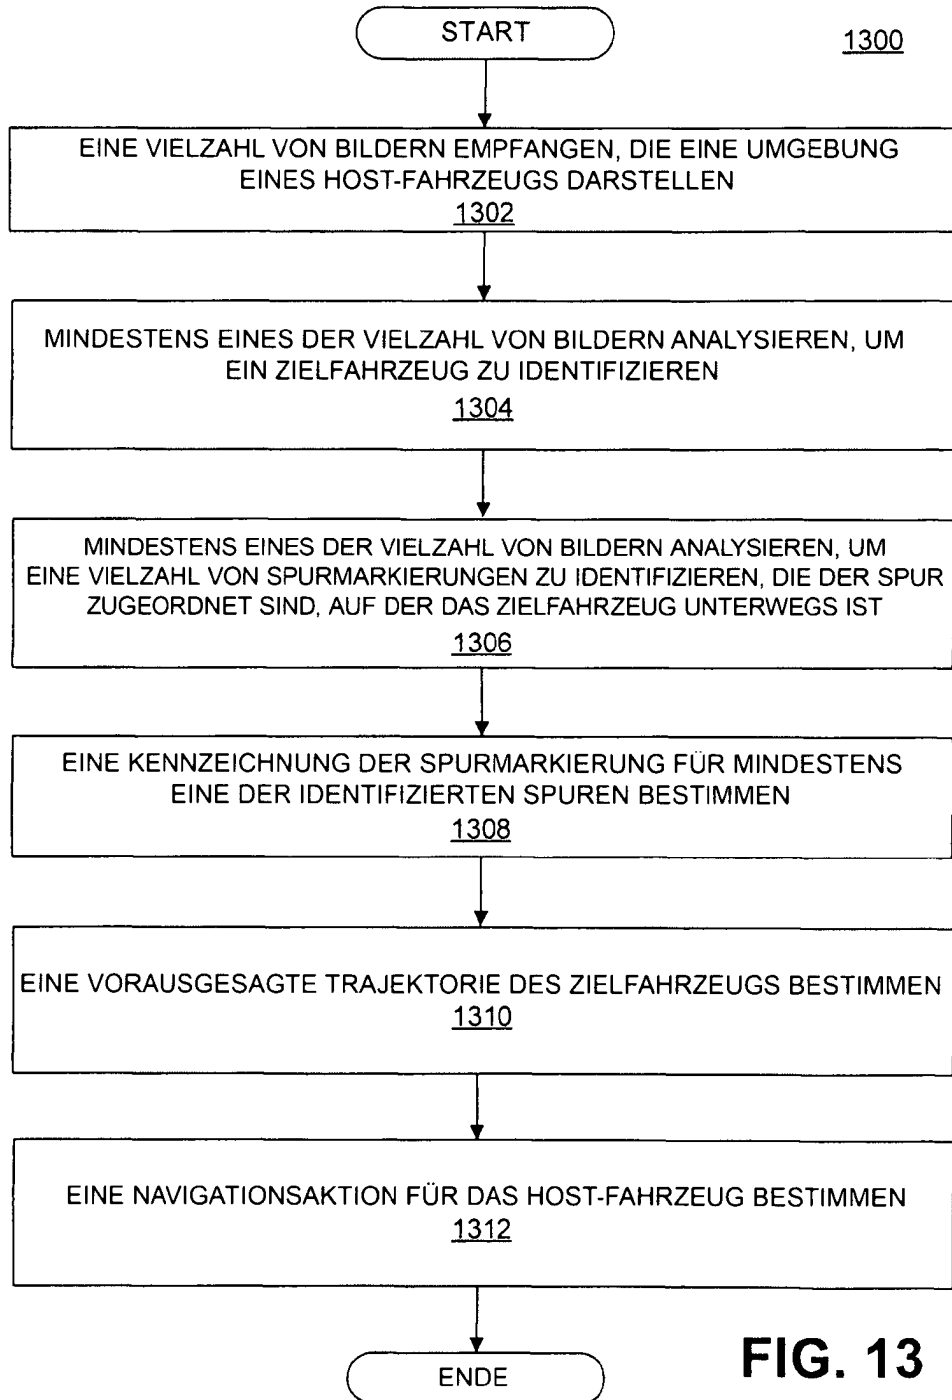 START
1300
EINE VIELZAHL VON BILDERN EMPFANGEN, DIE EINE UMGEBUNG
EINES HOST-FAHRZEUGS DARSTELLEN
1302
MINDESTENS EINES DER VIELZAHL VON BILDERN ANALYSIEREN, UM
EIN ZIELFAHRZEUG ZU IDENTIFIZIEREN
1304
MINDESTENS EINES DER VIELZAHL VON BILDERN ANALYSIEREN, UM
EINE VIELZAHL VON SPURMARKIERUNGEN ZU IDENTIFIZIEREN, DIE DER SPUR
ZUGEORDNET SIND, AUF DER DAS ZIELFAHRZEUG UNTERWEGS IST
1306
EINE KENNZEICHNUNG DER SPURMARKIERUNG FÜR MINDESTENS
EINE DER IDENTIFIZIERTEN SPUREN BESTIMMEN
1308
EINE VORAUSGESAGTE TRAJEKTORIE DES ZIELFAHRZEUGS BESTIMMEN
1310
EINE NAVIGATIONSAKTION FÜR DAS HOST-FAHRZEUG BESTIMMEN
1312
ENDE
FIG. 13